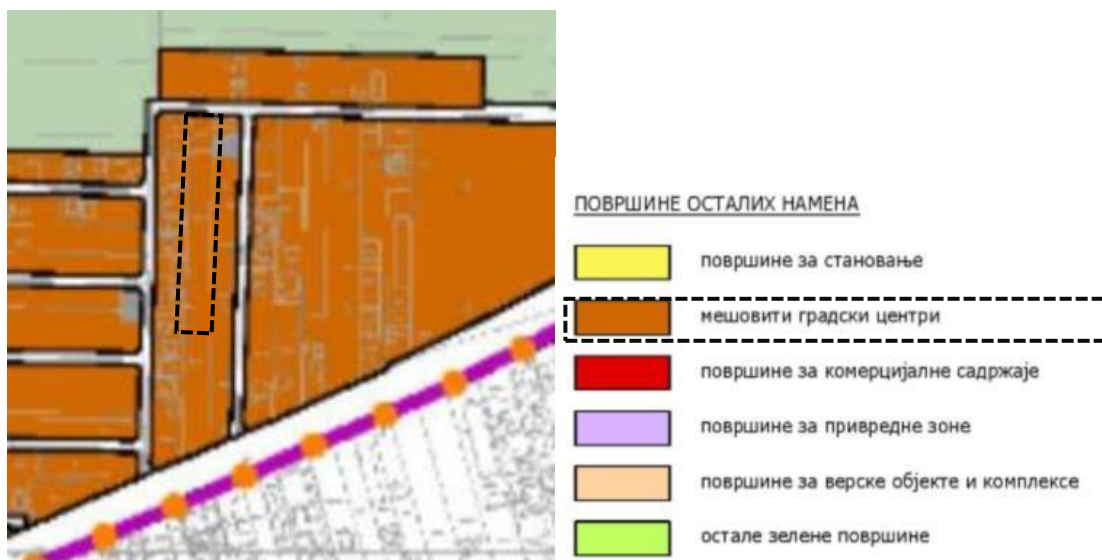 ПОВРШИНЕ ОСТАЛИХ НАМЕНА
површине за становање
мешовити градски центри
површине за комерцијалне садржаје
површине за привредне зоне
површине за верске објекте и комплексе
остале зелене површине